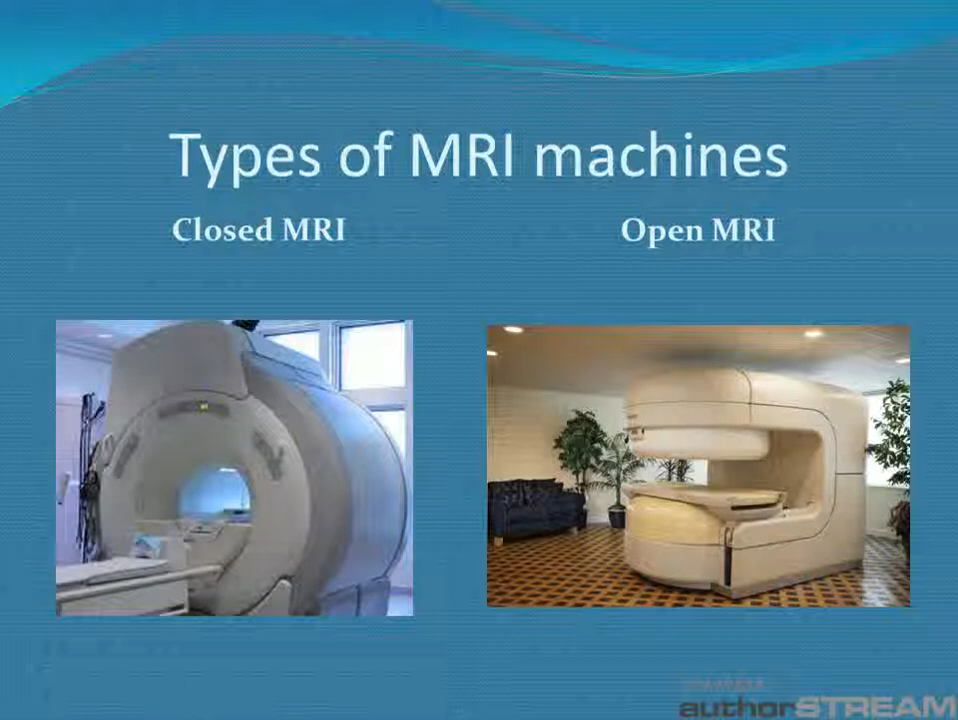 Types of MRI machines
Closed MRI
Open MRI
authorSTREAM